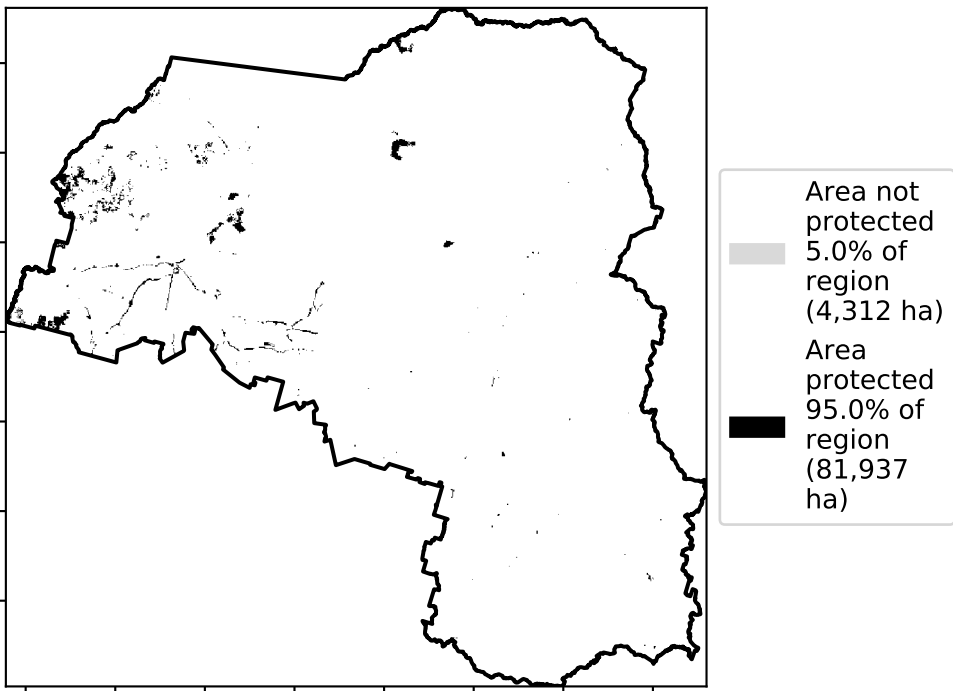 Area not
protected
5.0% of
region
(4,312 ha)
Area
protected
95.0% of
region
(81,937
ha)